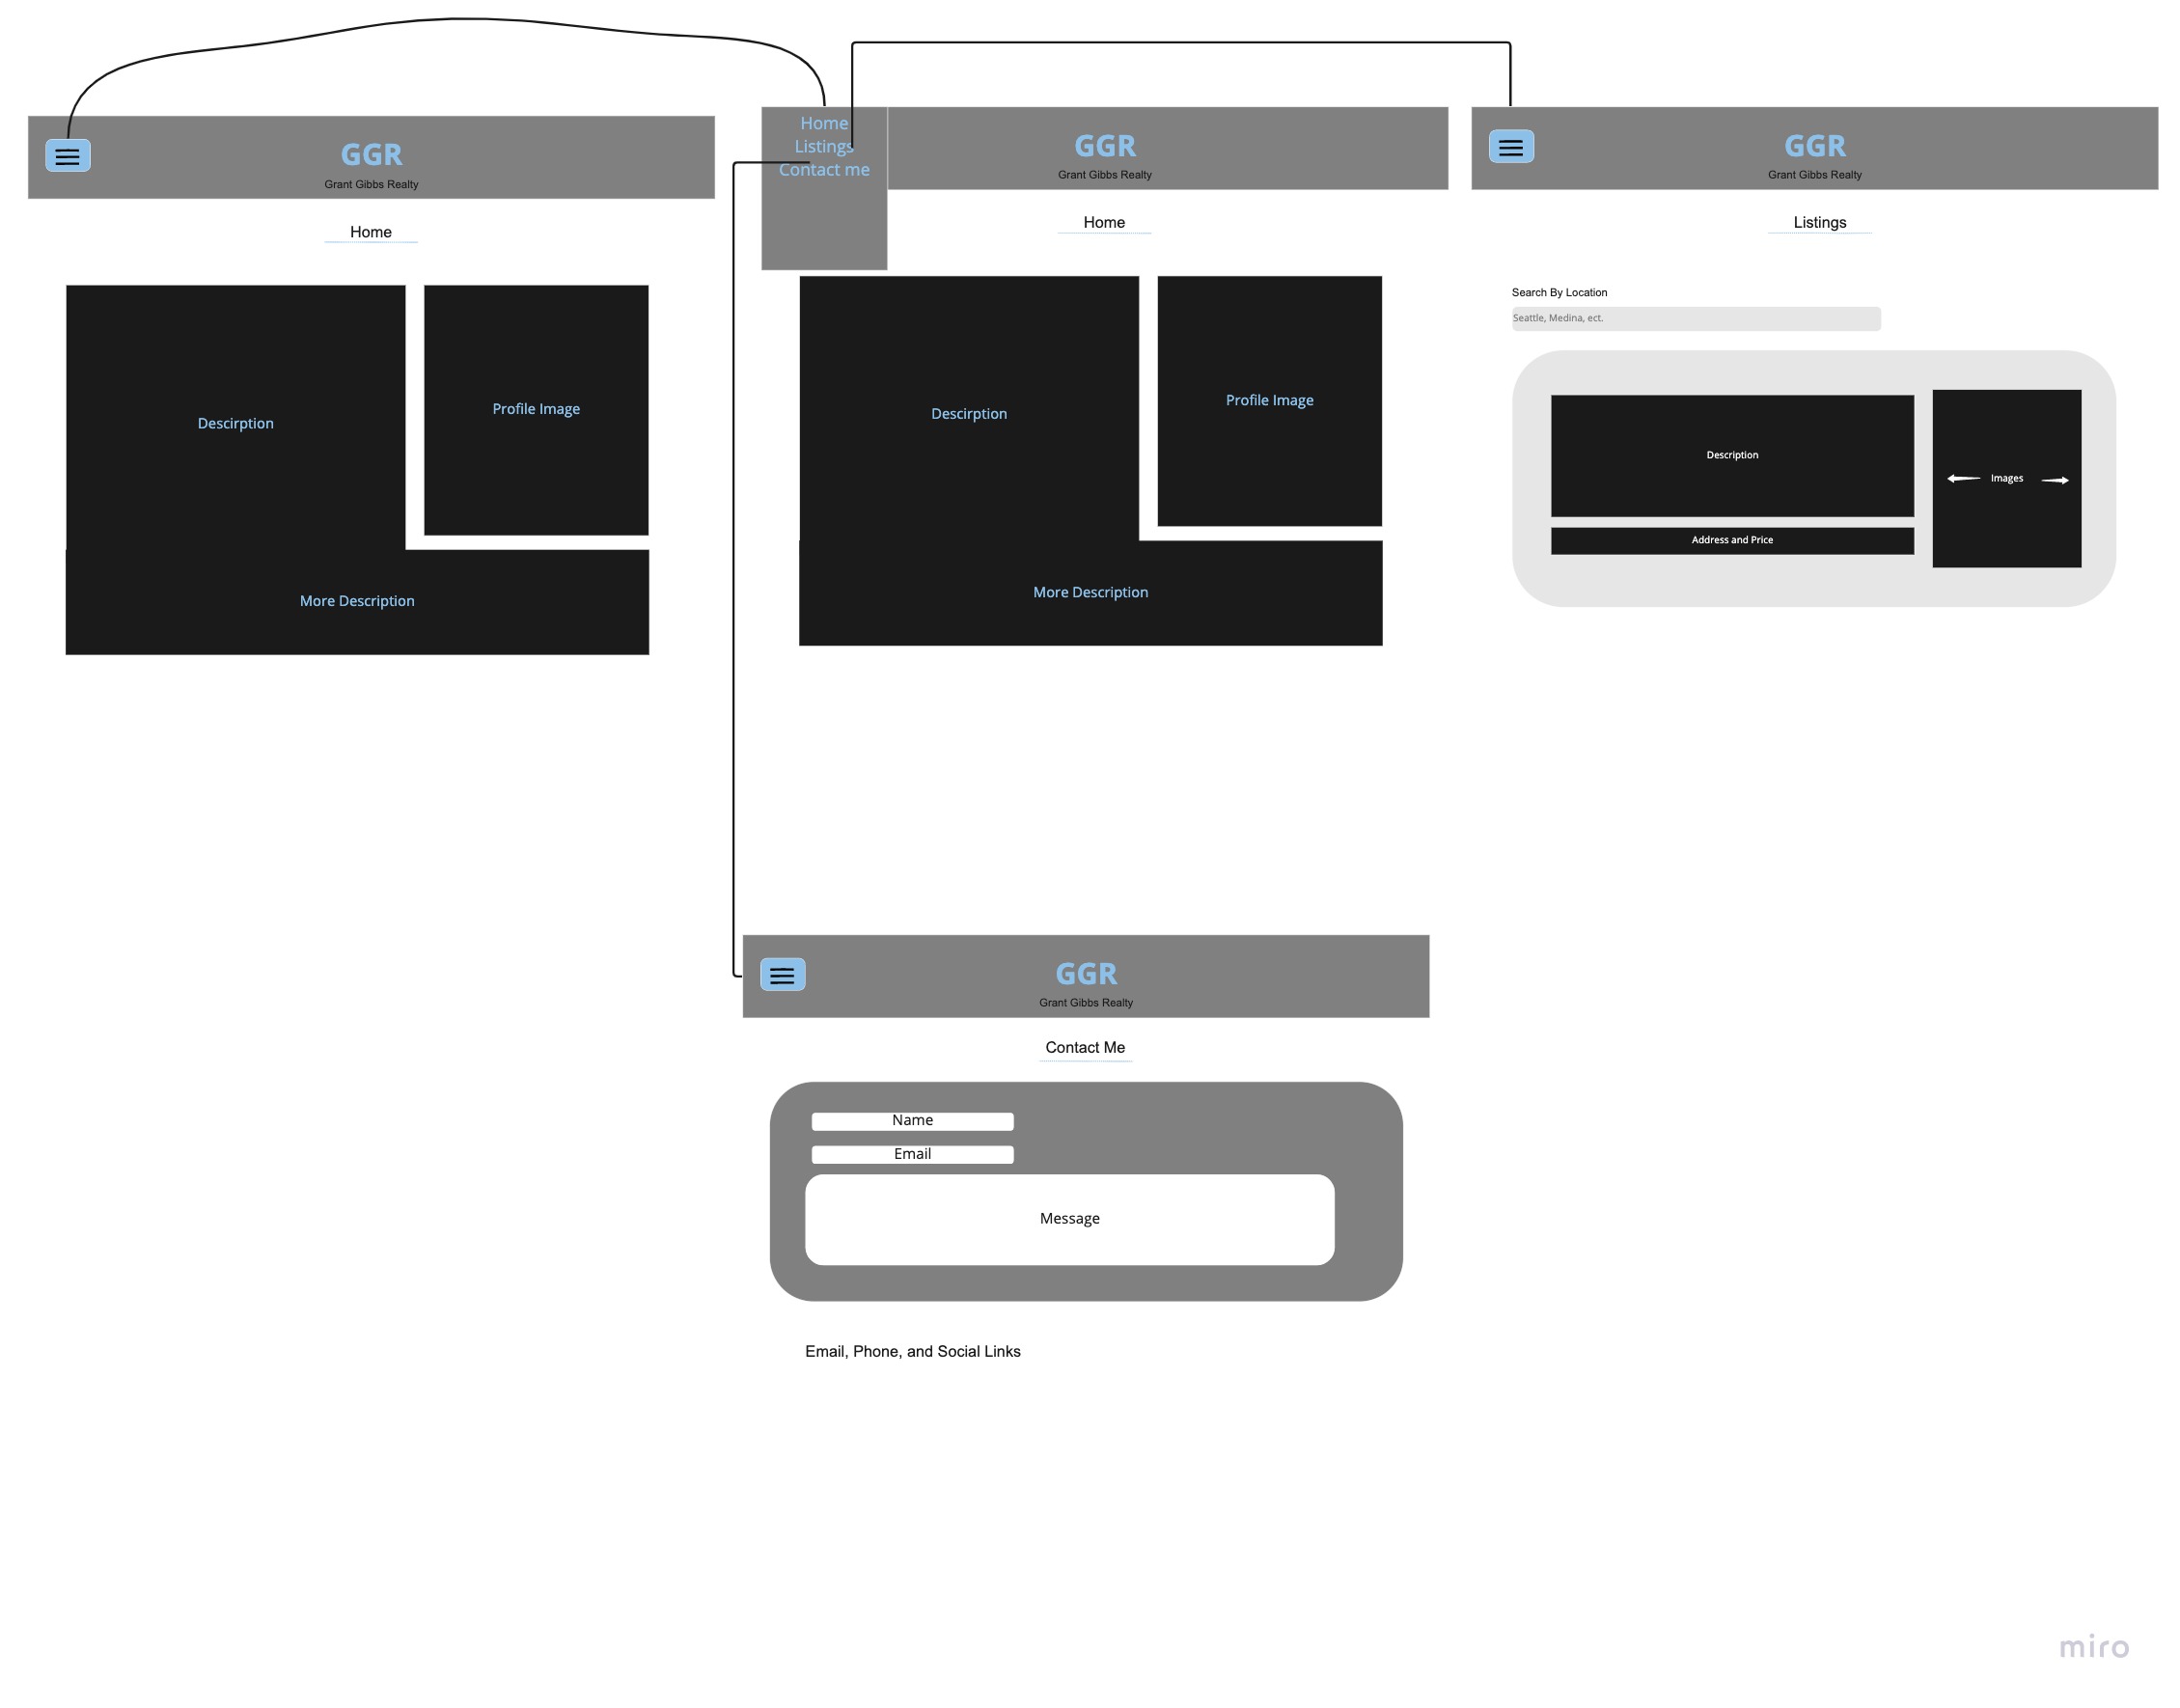 GGR
Grant Gibbs Realty
Home
Descirption
Profile Image
More Description
Home
Listings
Contact me
GGR
Grant Gibbs Realty
Home
Descirption
Profile Image
More Description
GGR
Grant Gibbs Realty
Listings
Search By Location
Seattle, Medina, ect.
Description
Images
Address and Price
GGR
Grant Gibbs Realty
Contact Me
Name
Email
Message
Email, Phone, and Social Links
miro